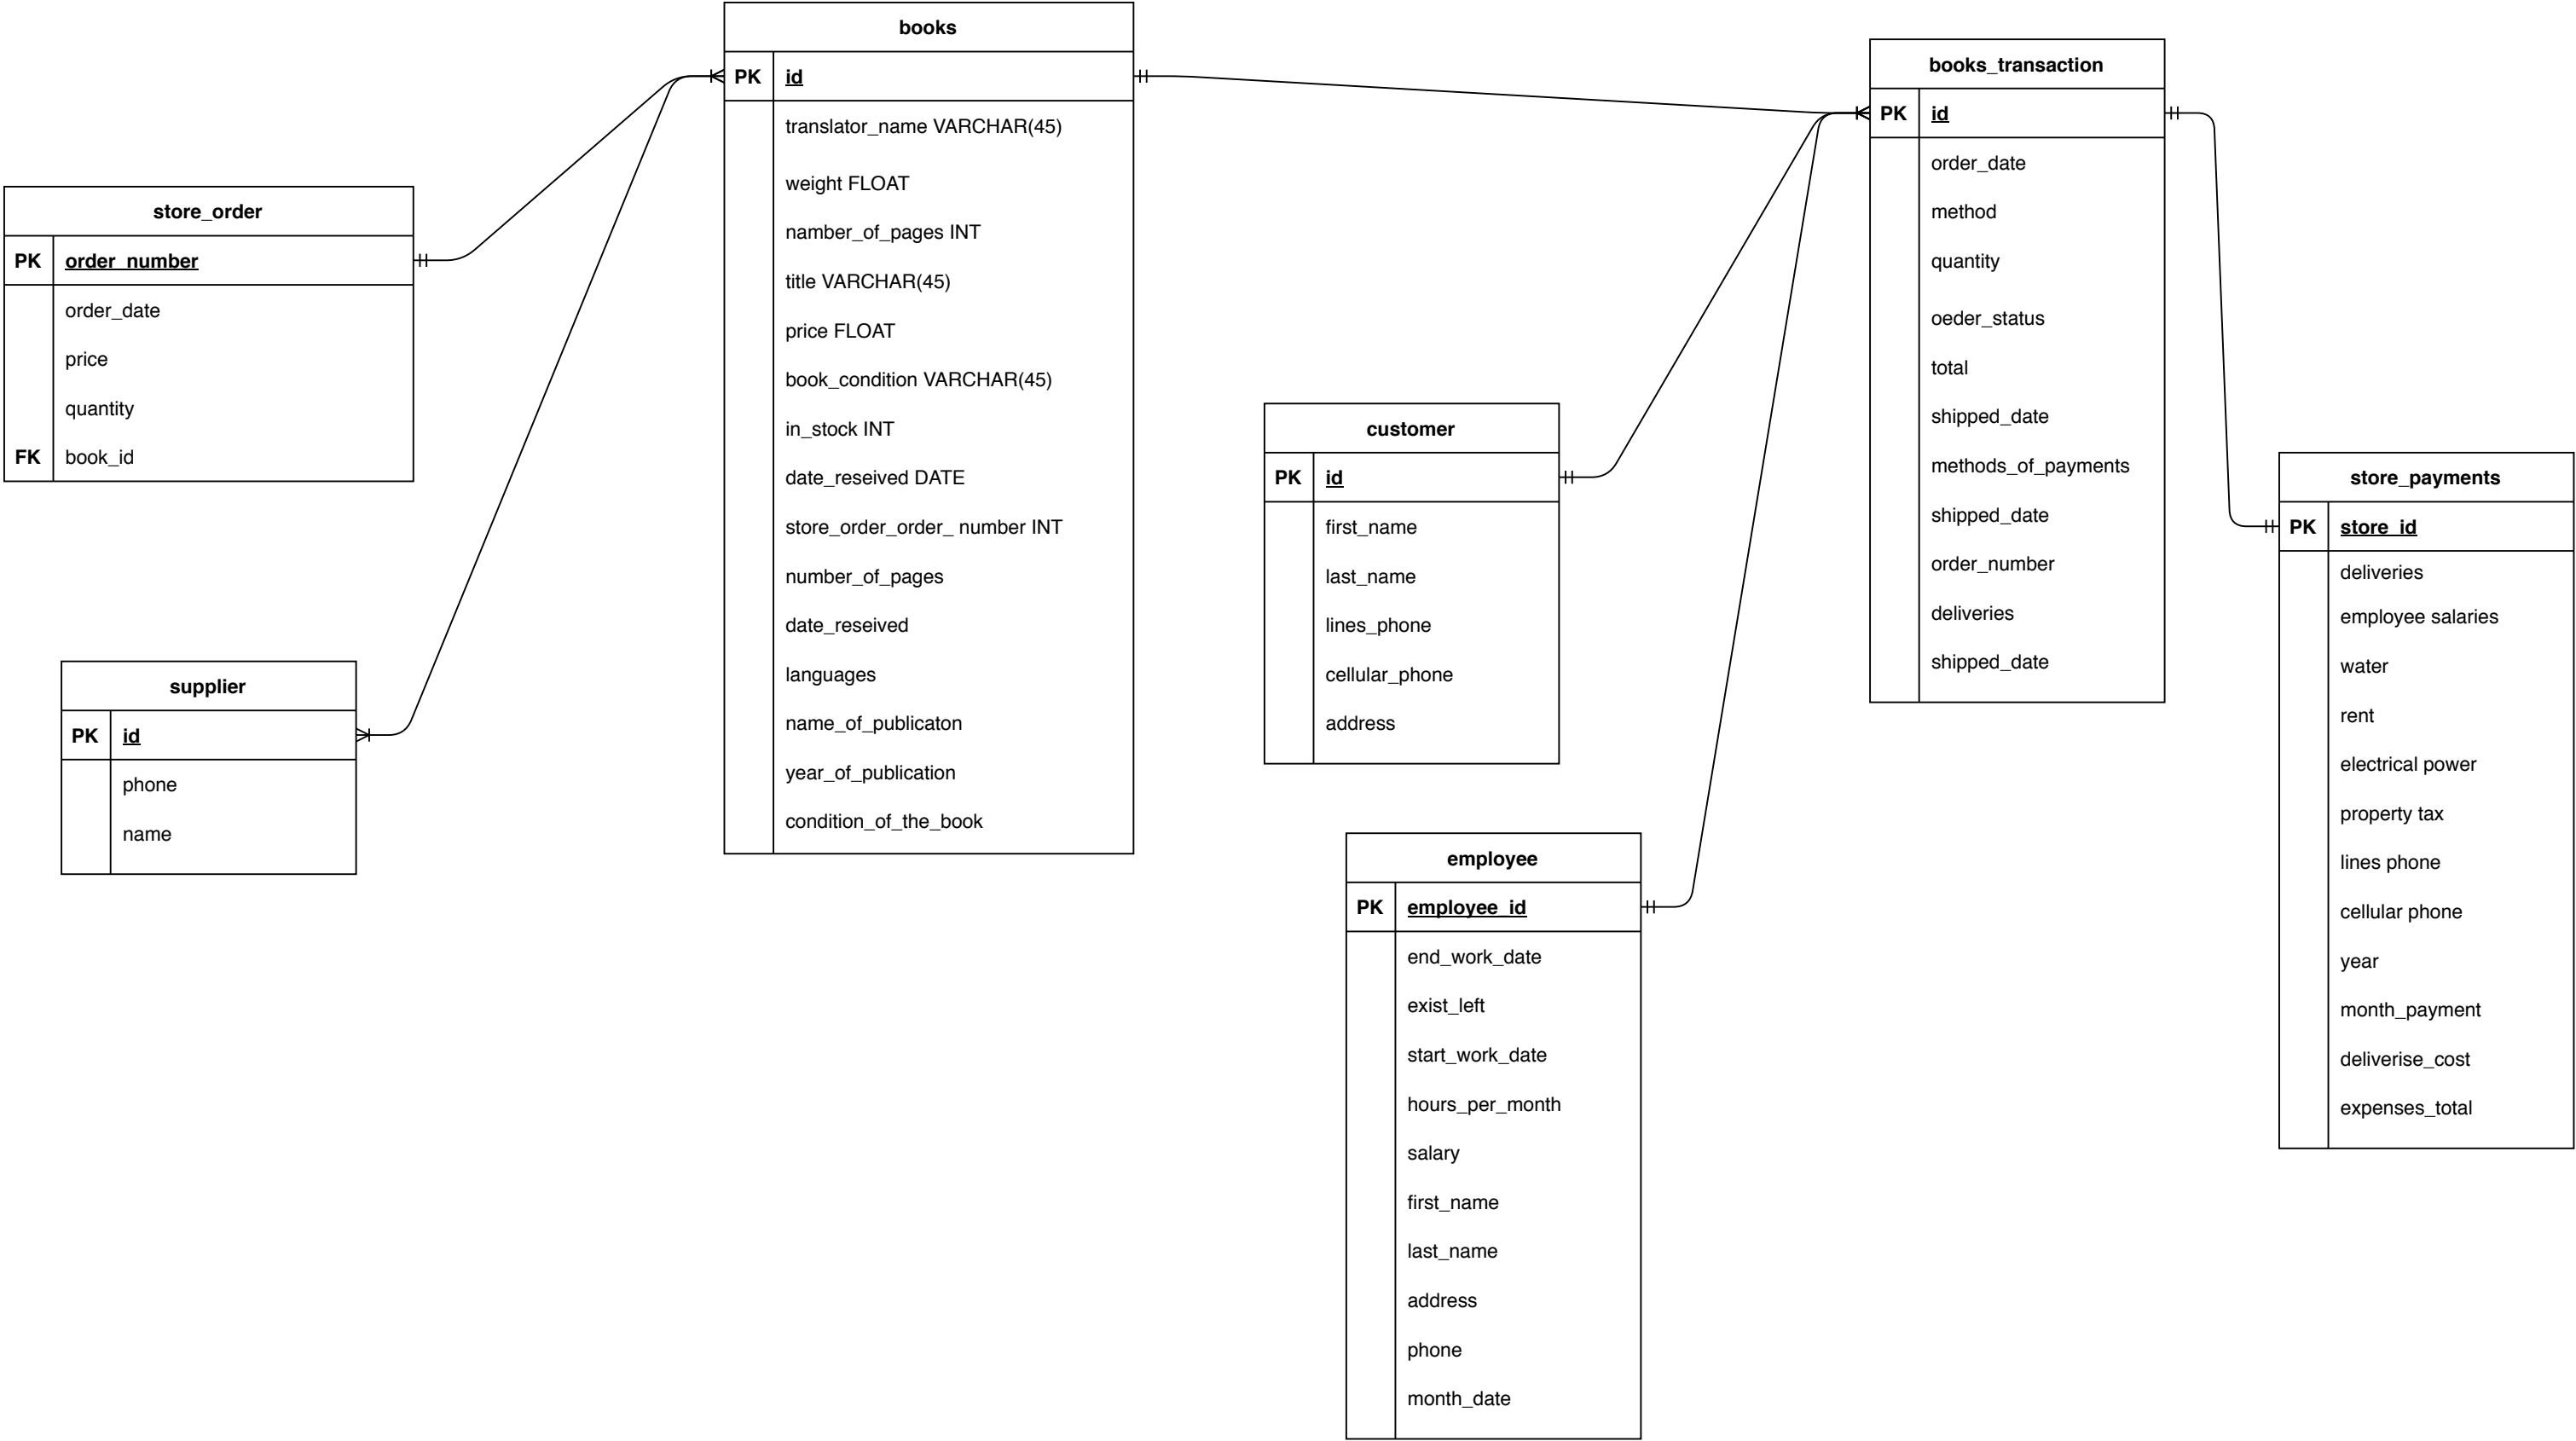 books
PK id
translator_name VARCHAR(45)
weight FLOAT
namber_of_pages INT
title VARCHAR(45)
price FLOAT
book_condition VARCHAR(45)
in_stock INT
date_reseived DATE
store_order_order_ number INT
number_of_pages
date_reseived
languages
name_of_publicaton
year_of_publication
condition_of_the_book
books_transaction
PK id
order_date
method
quantity
oeder_status
total
shipped_date
methods_of_payments
shipped_date
order_number
deliveries
shipped_date
store_order
PK order_number
order_date
price
quantity
FK book_id
customer
PK id
first_name
last_name
lines_phone
cellular_phone
address
store_payments
PK store_id
deliveries
employee salaries
water
rent
electrical power
property tax
lines phone
cellular phone
year
month_payment
deliverise_cost
expenses_total
supplier
PK id
phone
name
employee
PK employee_id
end_work_date
exist_left
start_work_date
hours_per_month
salary
first_name
last_name
address
phone
month_date